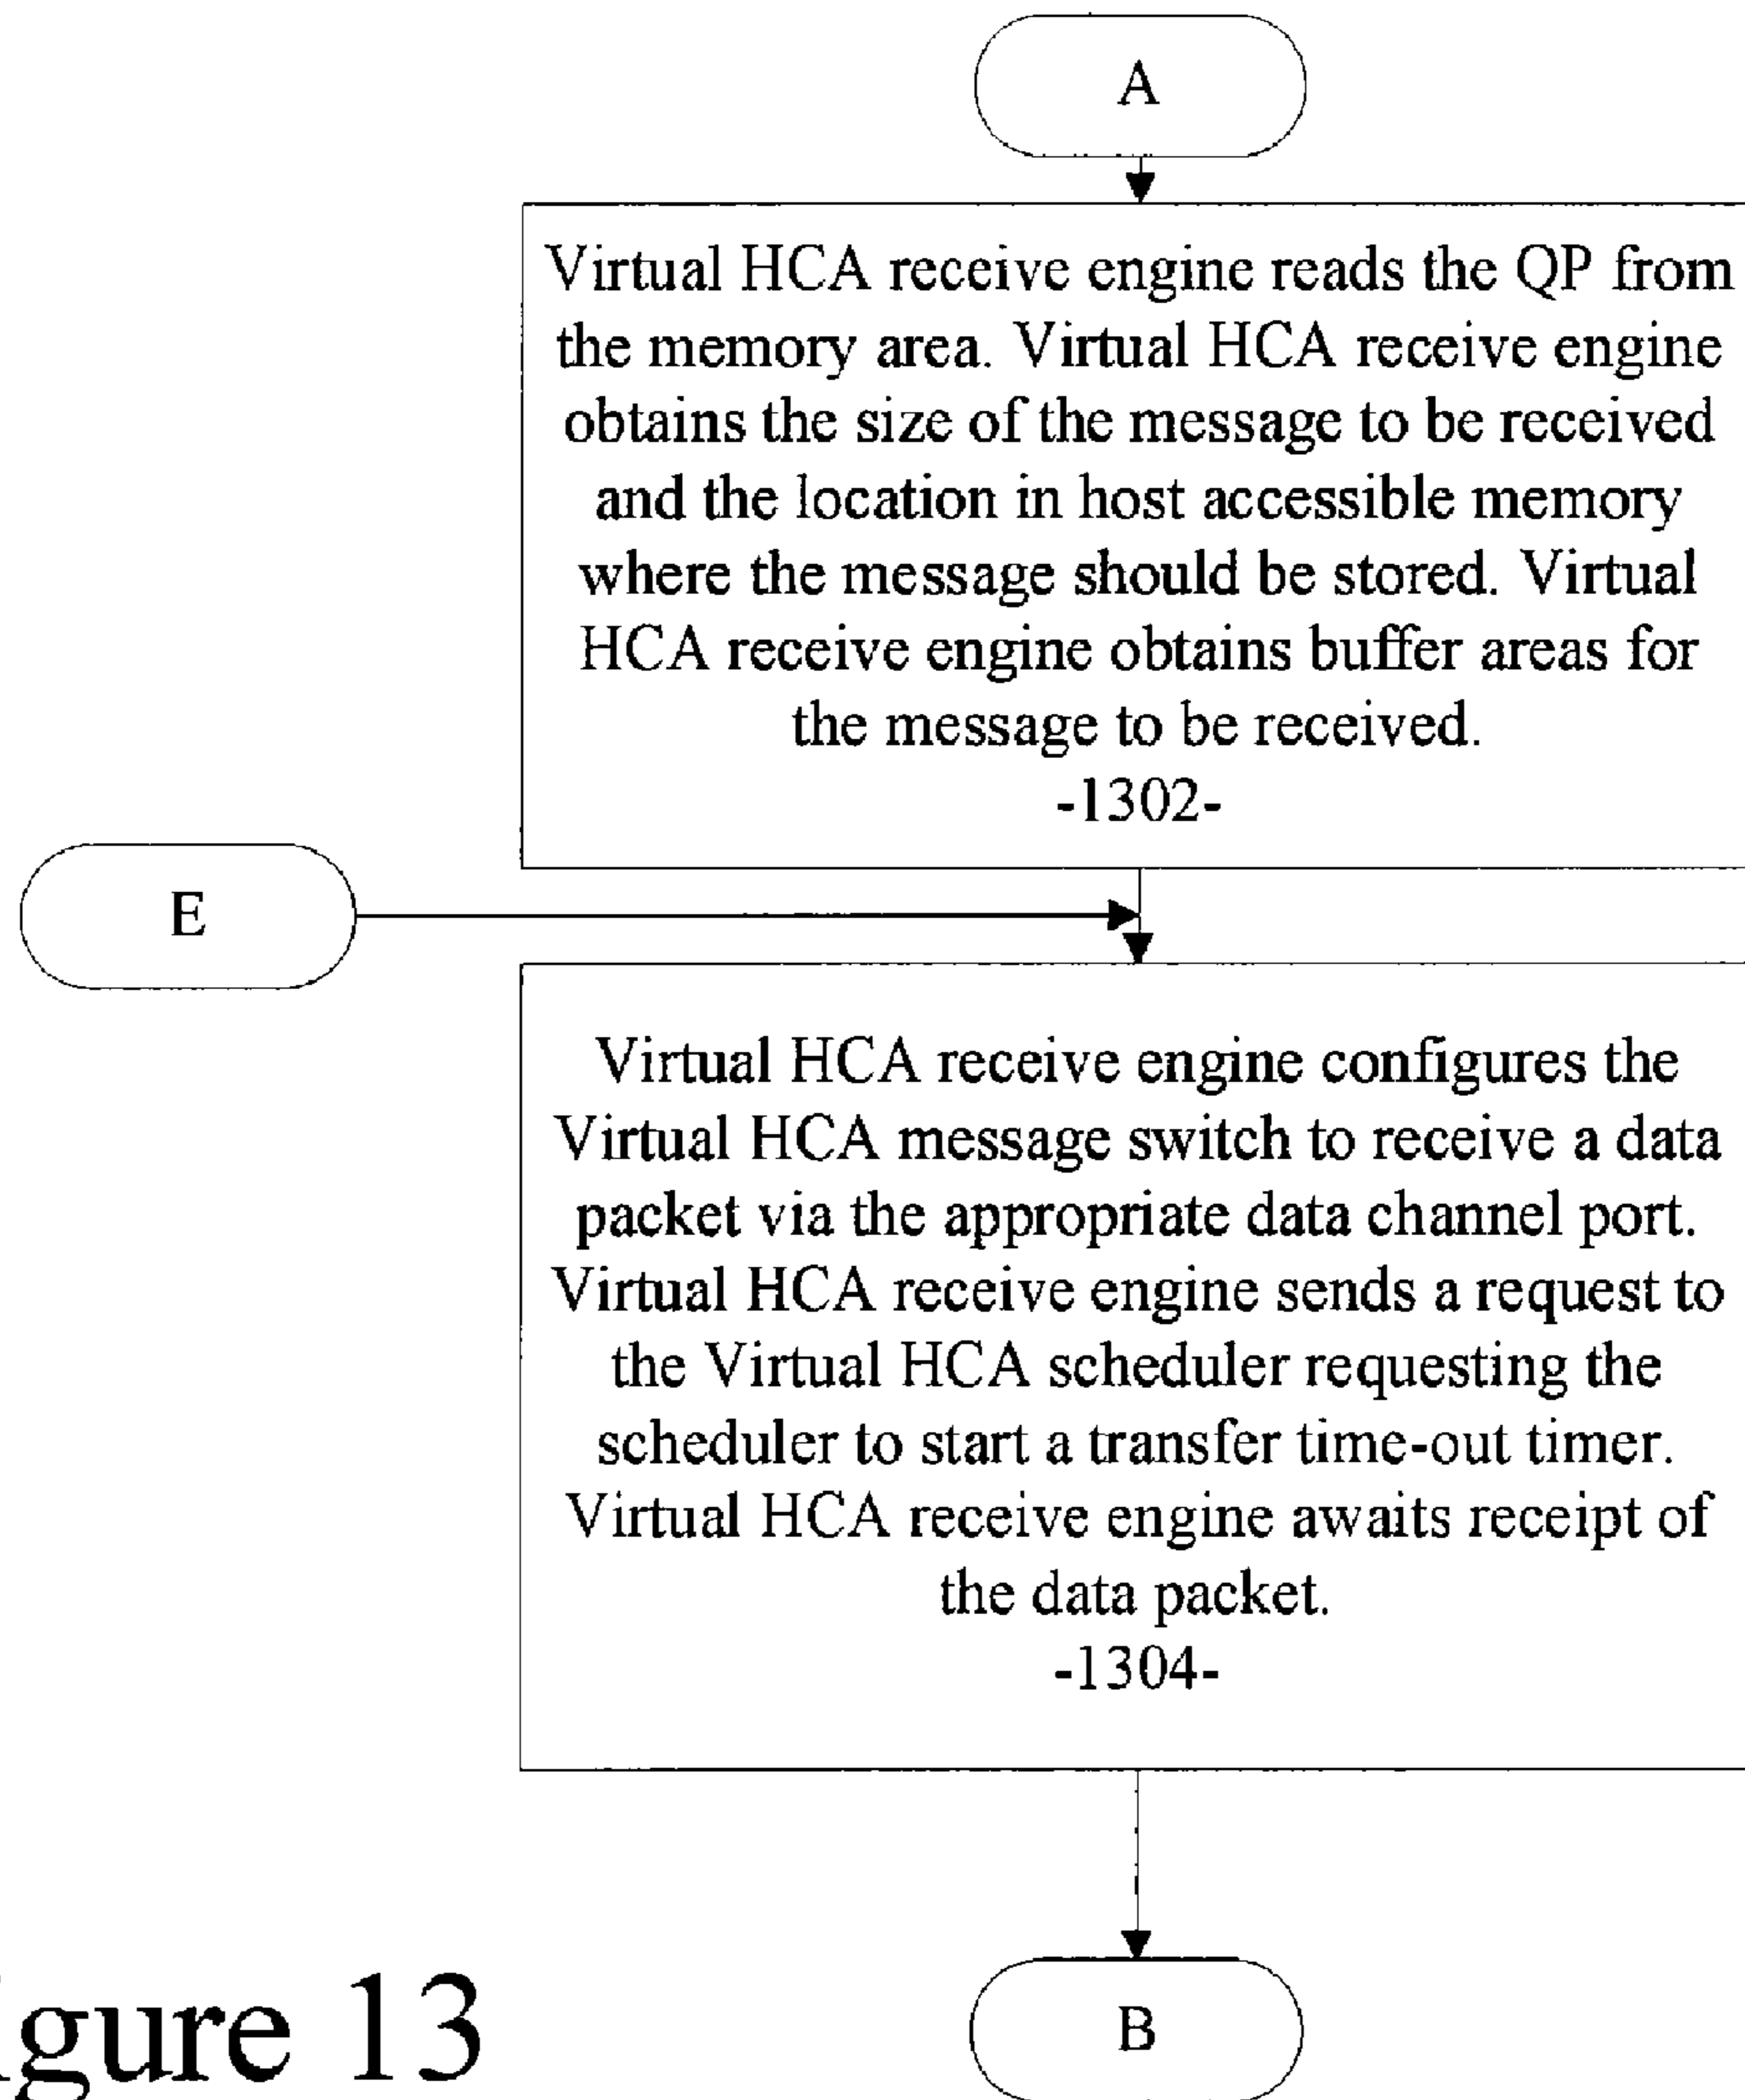 A
Virtual HCA receive engine reads the QP from
the memory area. Virtual HCA receive engine
obtains the size of the message to be received
and the location in host accessible memory
where the message should be stored. Virtual
HCA receive engine obtains buffer areas for
the message to be received.
-1302-
E
Virtual HCA receive engine configures the
Virtual HCA message switch to receive a data
packet via the appropriate data channel port.
Virtual HCA receive engine sends a request to
the Virtual HCA scheduler requesting the
scheduler to start a transfer time-out timer.
Virtual HCA receive engine awaits receipt of
the data packet.
-1304-
B
gure 13